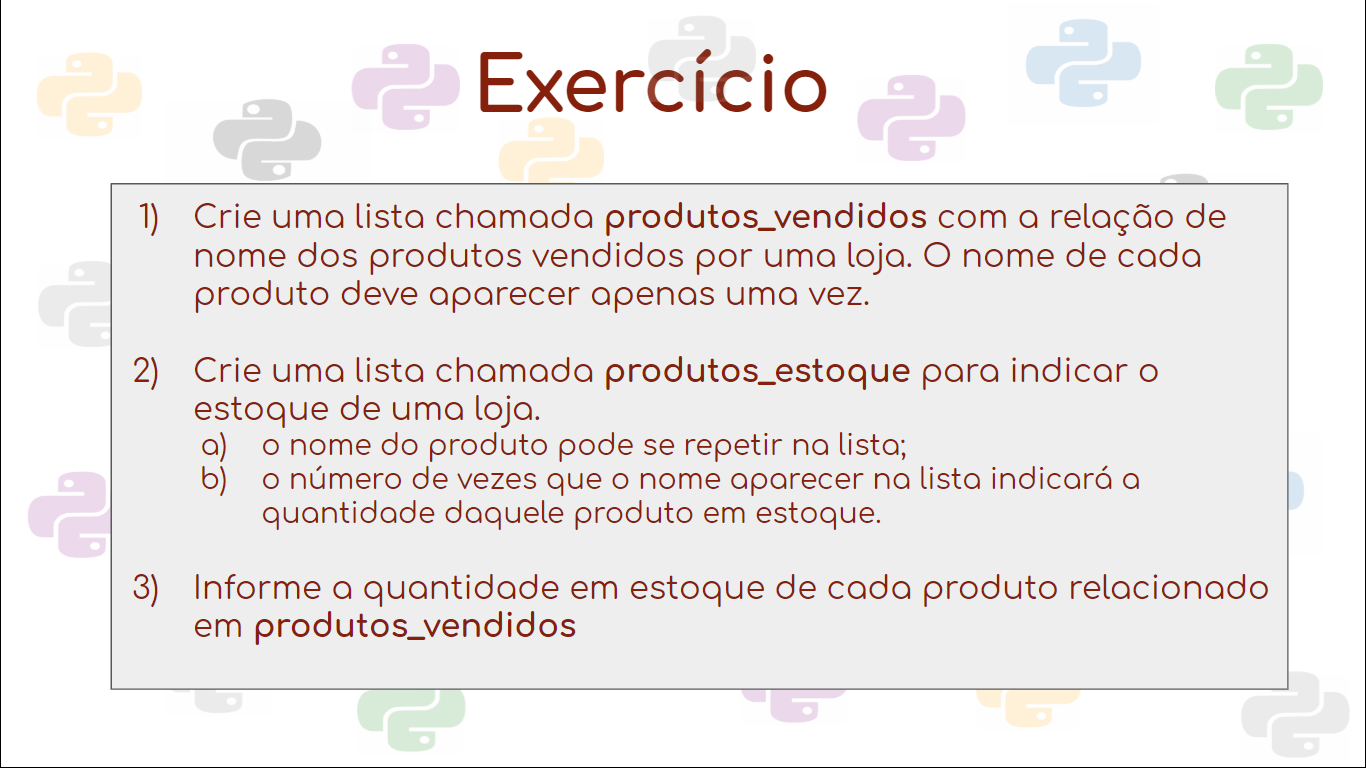 Exercício
1) Crie uma lista chamada produtos_vendidos com a relação de
nome dos produtos vendidos por uma loja. O nome de cada
produto deve aparecer apenas uma vez.
2) Crie uma lista chamada produtos_estoque para indicar o
estoque de uma loja.
a) o nome do produto pode se repetir na lista;
b) o número de vezes que o nome aparecer na lista indicará a
quantidade daquele produto em estoque.
3) Informe a quantidade em estoque de cada produto relacionado
em produtos_vendidos